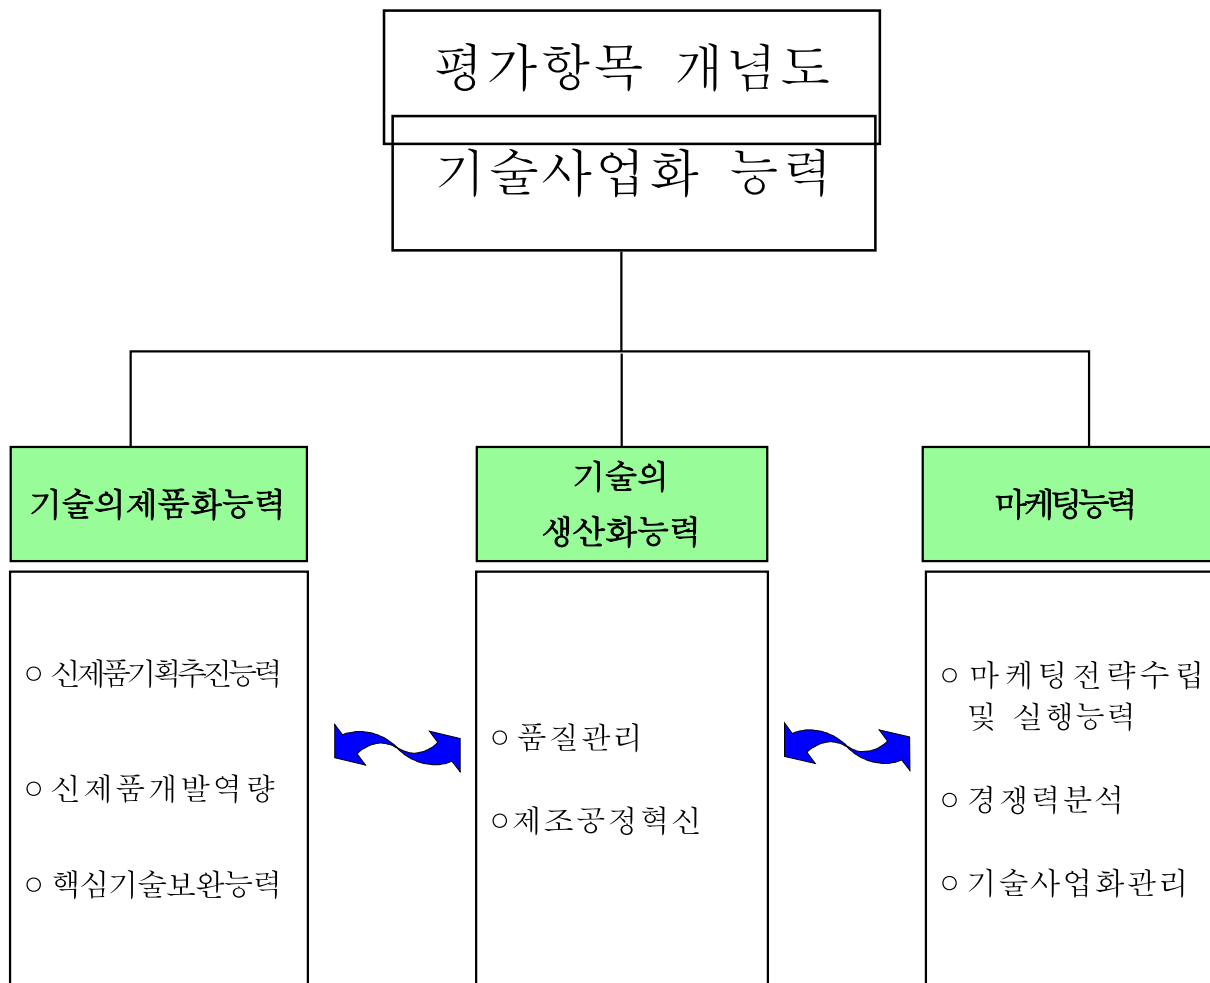 평가항목 개념도
기술사업화 능력
기술의제품화능력
○ 신제품기획추진능력
○ 신제품개발역량
○ 핵심기술보완능력
기술의
생산화능력
○ 품질관리
○제조공정혁신
마케팅능력
○ 마케팅전략수립
및 실행능력
○ 경쟁력분석
○ 기술사업화관리